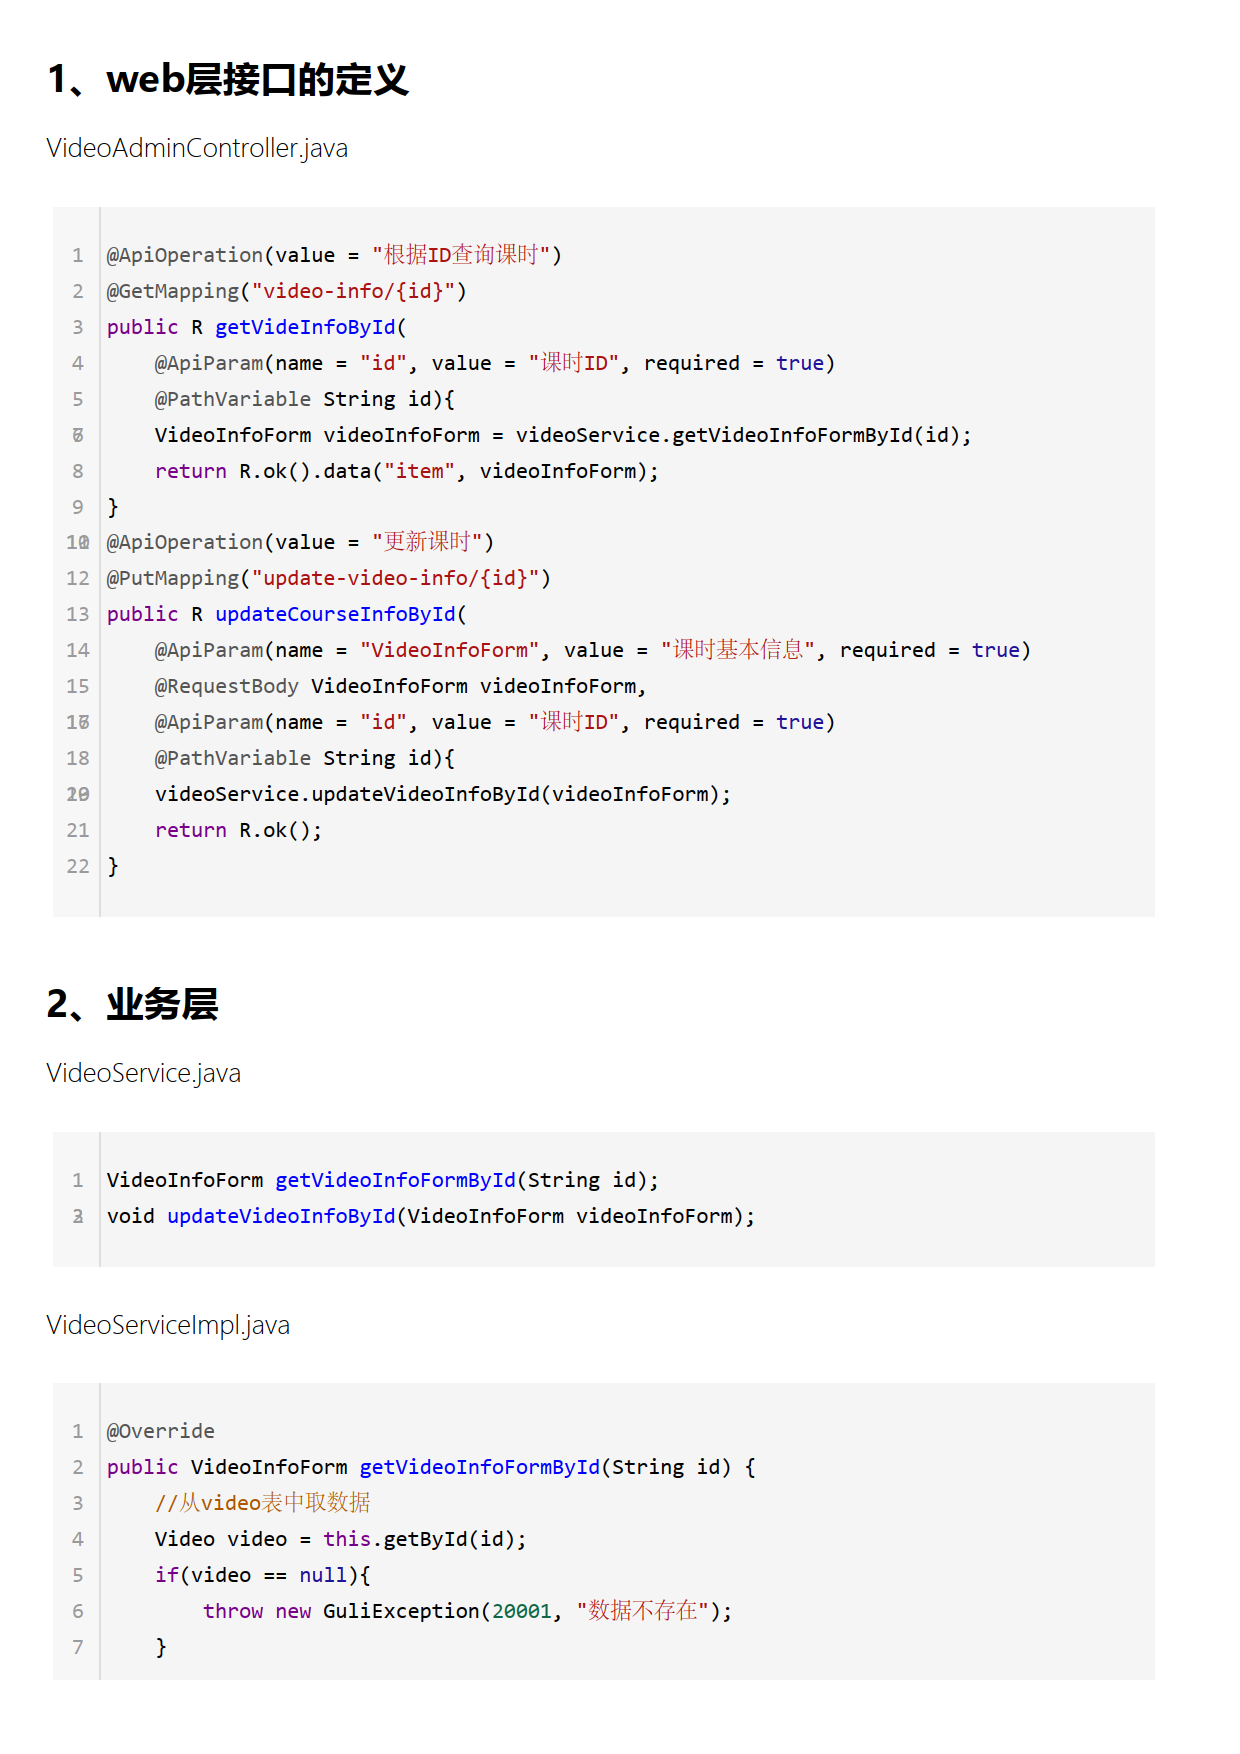 1、web层接口的定义
VideoAdminController.java
1 @ApiOperation(value = "根据ID查询课时")
2 @GetMapping("video-info/{id}")
3 public R getVideInfoById(
4     @ApiParam(name = "id", value = "课时ID", required = true)
5     @PathVariable String id){
    VideoInfoForm videoInfoForm = videoService.getVideoInfoFormById(id);
8     return R.ok().data("item", videoInfoForm);
9 }
@ApiOperation(value = "更新课时")
12 @PutMapping("update-video-info/{id}")
13 public R updateCourseInfoById(
14     @ApiParam(name = "VideoInfoForm", value = "课时基本信息", required = true)
15     @RequestBody VideoInfoForm videoInfoForm,
    @ApiParam(name = "id", value = "课时ID", required = true)
18     @PathVariable String id){
    videoService.updateVideoInfoById(videoInfoForm);
21     return R.ok();
22 }
2、业务层
VideoService.java
1 VideoInfoForm getVideoInfoFormById(String id);
void updateVideoInfoById(VideoInfoForm videoInfoForm);
VideoServiceImpl.java
1 @Override
2 public VideoInfoForm getVideoInfoFormById(String id) {
3     //从video表中取数据
4     Video video = this.getById(id);
5     if(video == null){
6         throw new GuliException(20001, "数据不存在");
7     }